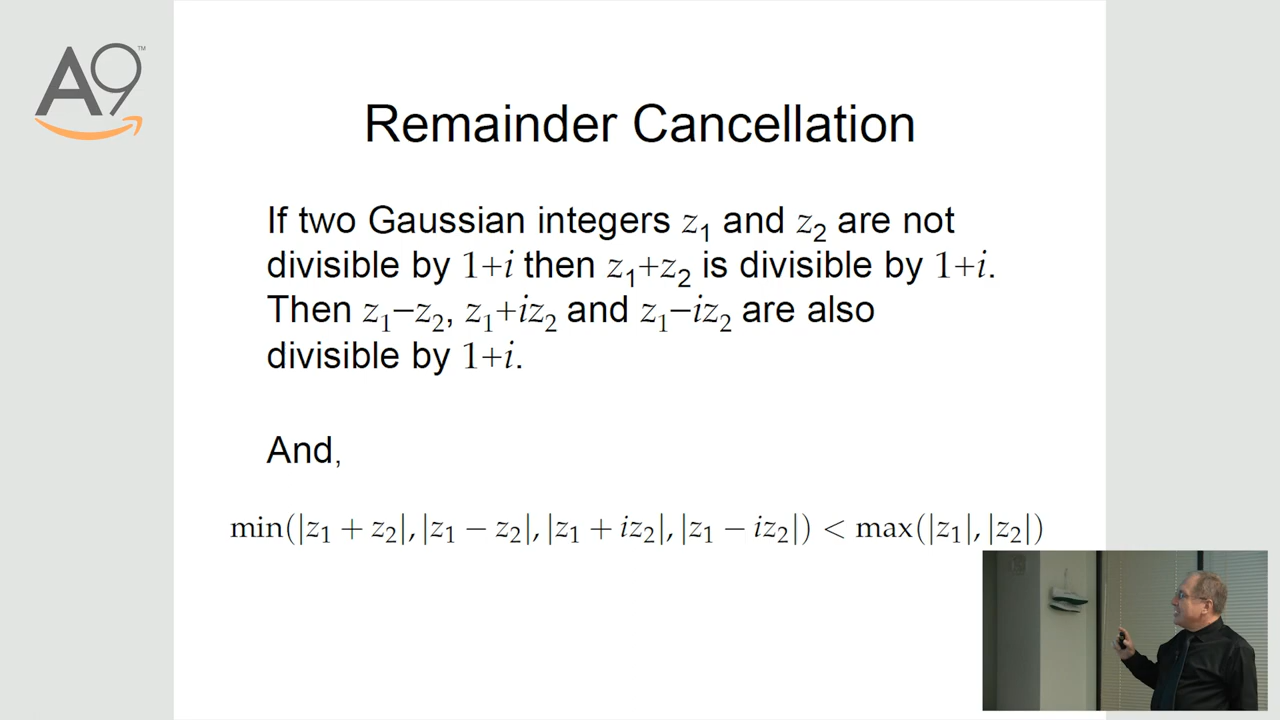 A9™
Remainder Cancellation
If two Gaussian integers z₁ and z₂ are not
divisible by 1+i then z₁+z₂ is divisible by 1+i.
Then z₁−z₂, z₁+iz₂ and z₁−iz₂ are also
divisible by 1+i.
And,
min(|z₁ + z₂|, |z₁ − z₂|, |z₁ + iz₂|, |z₁ − iz₂|) < max(|z₁|, |z₂|)